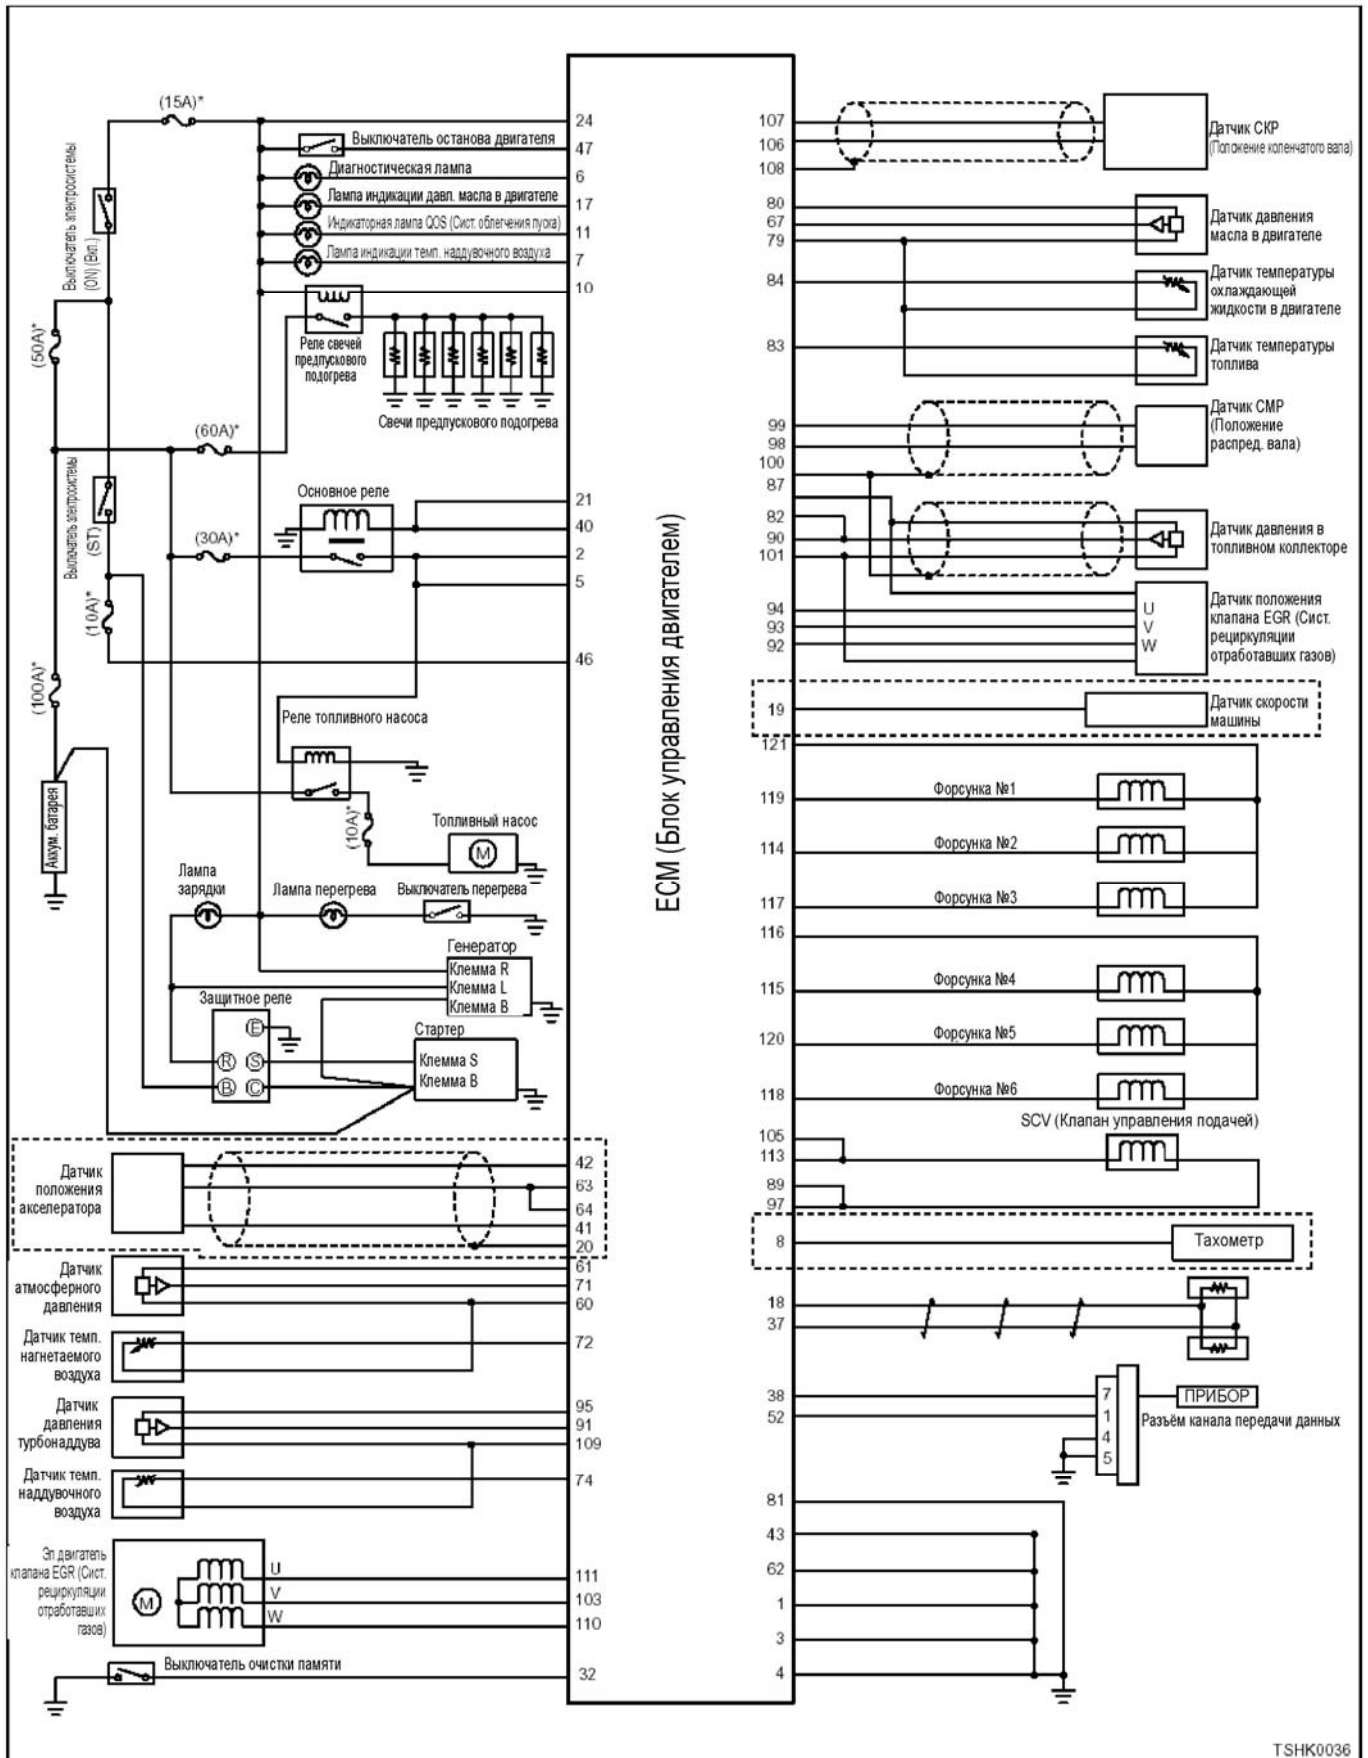 (15A)*
24
Выключатель останова двигателя
47
Диагностическая лампа
6
Лампа индикации давл. масла в двигателе
17
Индикаторная лампа QOS (Сист. облегчения пуска)
11
Лампа индикации темп. наддувочного воздуха
7
10
Выключатель электросистемы
(ON) (Вкл.)
(50A)*
Реле свечей
предпускового
подогрева
Свечи предпускового подогрева
(60A)*
Выключатель электросистемы
(ST)
Основное реле
21
40
(30A)*
2
5
(10A)*
46
(100A)*
Реле топливного насоса
(10A)*
Топливный насос
M
Аккум. батарея
Лампа
зарядки
Лампа перегрева
Выключатель перегрева
Генератор
Клемма R
Клемма L
Клемма B
Защитное реле
E
R
S
B
C
Стартер
Клемма S
Клемма B
Датчик
положения
акселератора
42
63
64
41
20
Датчик
атмосферного
давления
61
71
60
Датчик темп.
нагнетаемого
воздуха
72
Датчик
давления
турбонаддува
95
91
109
Датчик темп.
наддувочного
воздуха
74
Эл двигатель
клапана EGR (Сист.
рециркуляции
отработавших
газов)
M
U
V
W
111
103
110
Выключатель очистки памяти
32
ECM (Блок управления двигателем)
107
106
108
Датчик CKP
(Положение коленчатого вала)
80
67
79
Датчик давления
масла в двигателе
84
Датчик температуры
охлаждающей
жидкости в двигателе
83
Датчик температуры
топлива
99
98
100
Датчик CMP
(Положение
распред. вала)
87
82
90
101
Датчик давления в
топливном коллекторе
94
93
92
U
V
W
Датчик положения
клапана EGR (Сист.
рециркуляции
отработавших газов)
19
Датчик скорости
машины
121
119
Форсунка №1
114
Форсунка №2
117
Форсунка №3
116
115
Форсунка №4
120
Форсунка №5
118
Форсунка №6
SCV (Клапан управления подачей)
105
113
89
97
8
Тахометр
18
37
38
52
7
1
4
5
ПРИБОР
Разъём канала передачи данных
81
43
62
1
3
4
TSHK0036